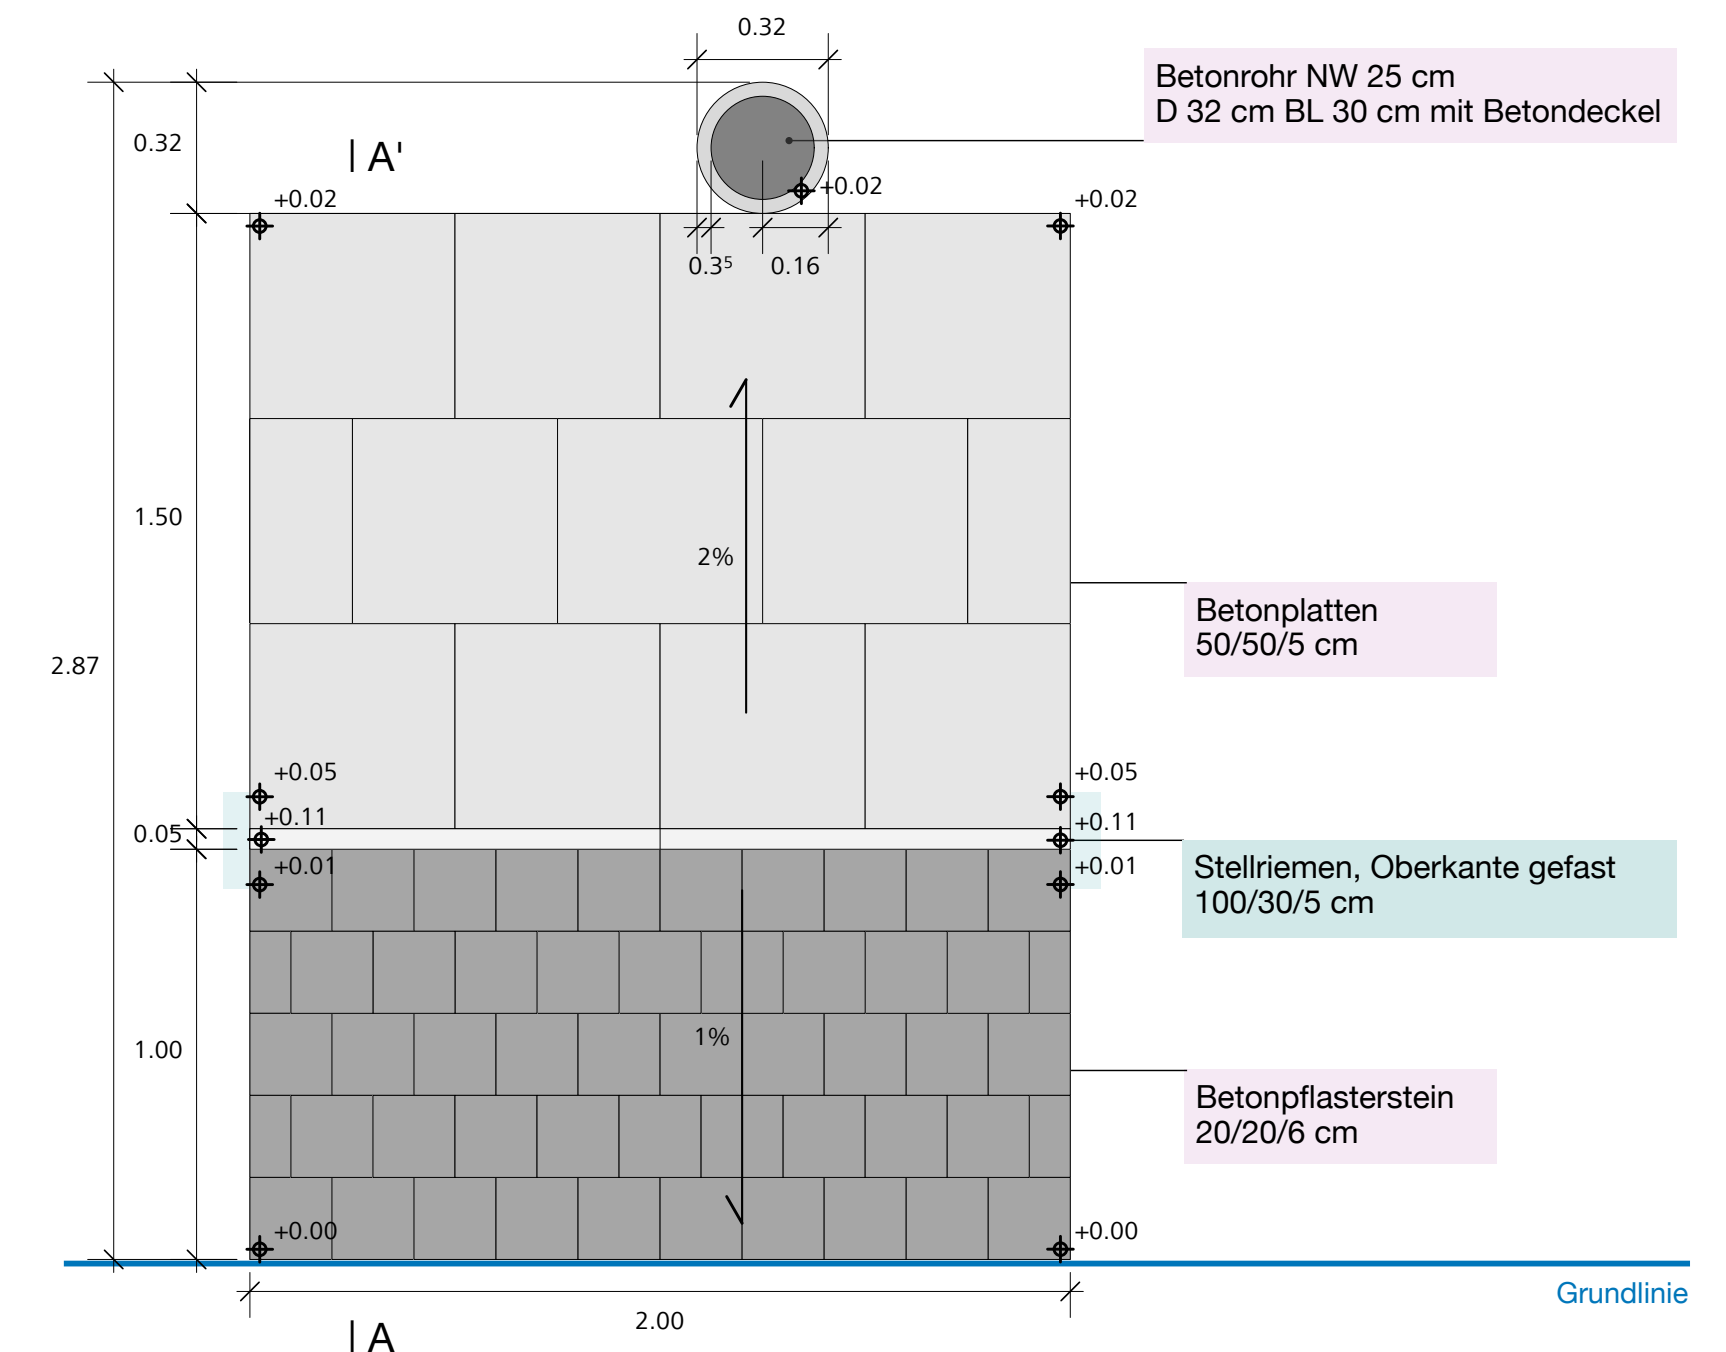 0.32
Betonrohr NW 25 cm
D 32 cm BL 30 cm mit Betondeckel
0.32
A'
+0.02
+0.02
+0.02
0.3⁵
0.16
1.50
2%
Betonplatten
50/50/5 cm
2.87
+0.05
+0.05
+0.11
+0.11
0.05
+0.01
+0.01
Stellriemen, Oberkante gefast
100/30/5 cm
1.00
1%
Betonpflasterstein
20/20/6 cm
+0.00
+0.00
Grundlinie
2.00
A